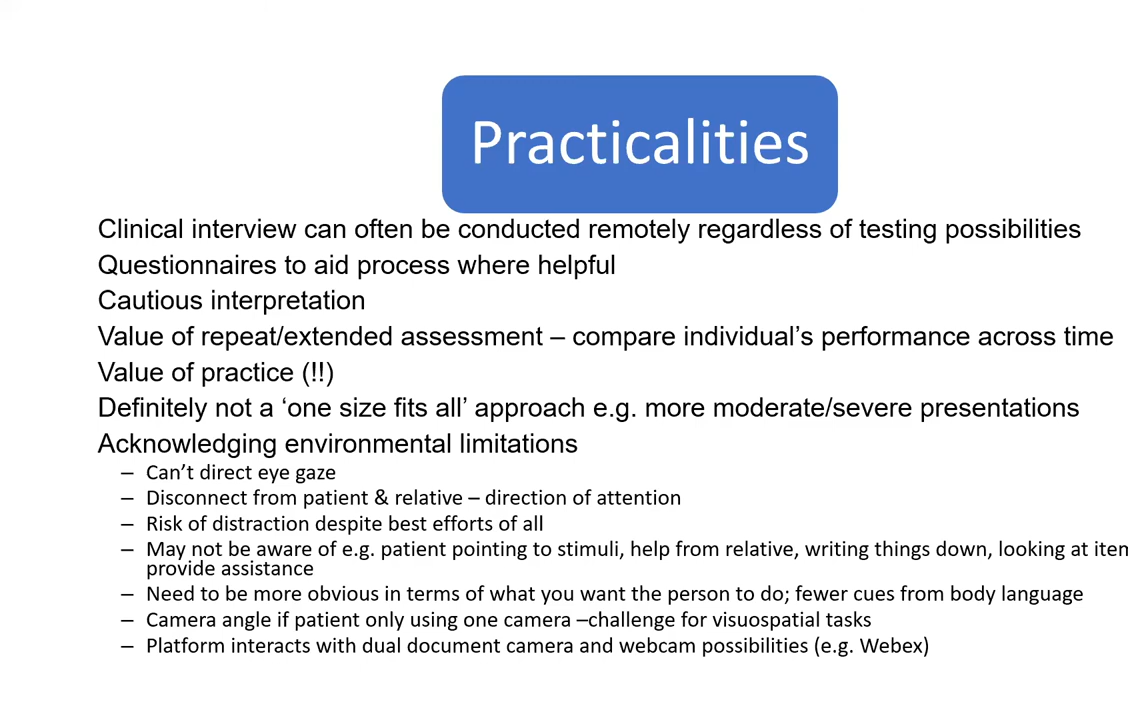 Practicalities
Clinical interview can often be conducted remotely regardless of testing possibilities
Questionnaires to aid process where helpful
Cautious interpretation
Value of repeat/extended assessment – compare individual’s performance across time
Value of practice (!!)
Definitely not a ‘one size fits all’ approach e.g. more moderate/severe presentations
Acknowledging environmental limitations
– Can’t direct eye gaze
– Disconnect from patient & relative – direction of attention
– Risk of distraction despite best efforts of all
– May not be aware of e.g. patient pointing to stimuli, help from relative, writing things down, looking at
provide assistance
– Need to be more obvious in terms of what you want the person to do; fewer cues from body language
– Camera angle if patient only using one camera –challenge for visuospatial tasks
– Platform interacts with dual document camera and webcam possibilities (e.g. Webex)